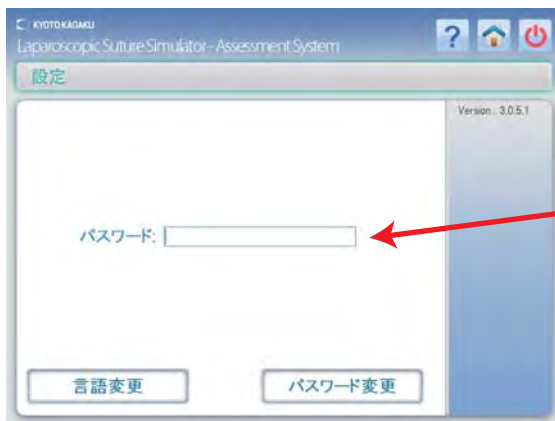 KYOTO KAGAKU
Laparoscopic Suture Simulator - Assessment System
?
設定
Version . 3.0.5.1
パスワード:
言語変更
パスワード変更